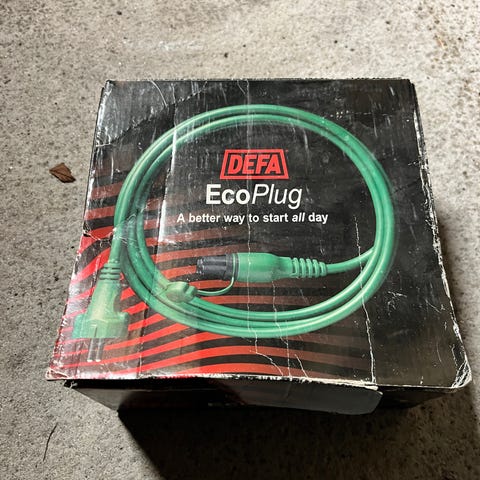 DEFA
EcoPlug
A better way to start all day